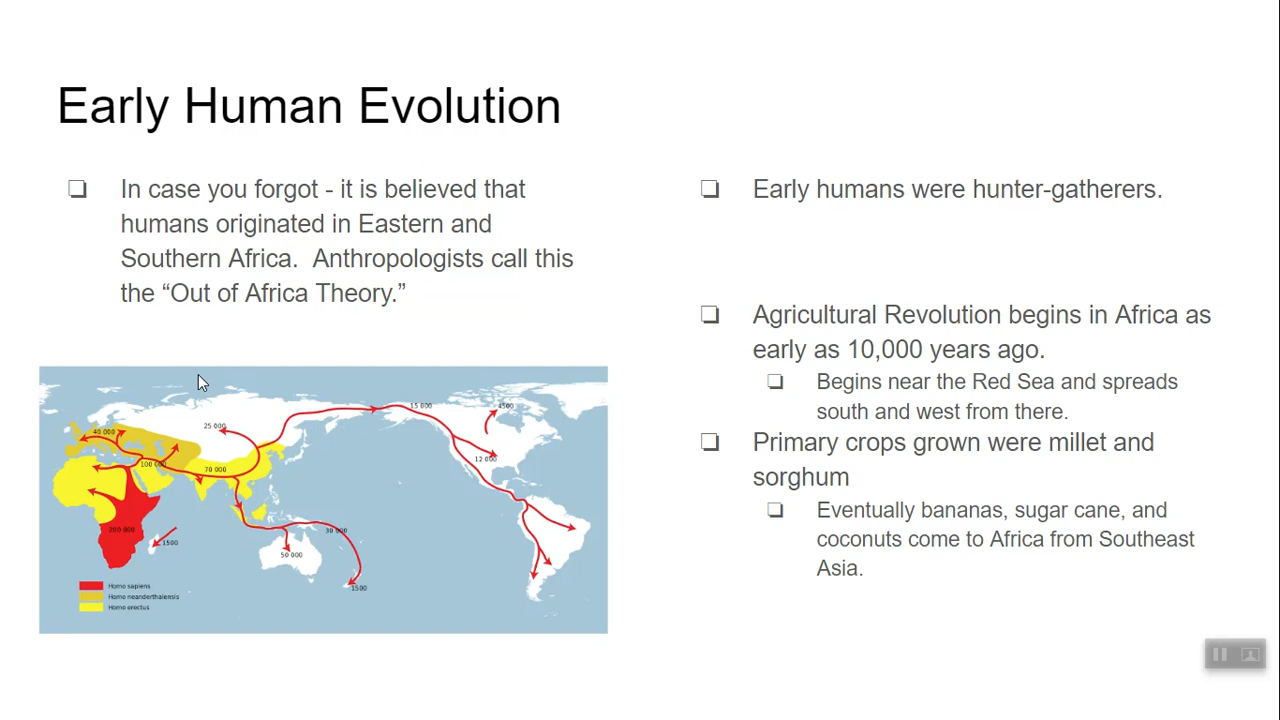 Early Human Evolution
❏ In case you forgot - it is believed that
humans originated in Eastern and
Southern Africa.  Anthropologists call this
the “Out of Africa Theory.”
❏ Early humans were hunter-gatherers.
❏ Agricultural Revolution begins in Africa as
early as 10,000 years ago.
❏ Begins near the Red Sea and spreads
south and west from there.
❏ Primary crops grown were millet and
sorghum
❏ Eventually bananas, sugar cane, and
coconuts come to Africa from Southeast
Asia.
15 000
4500
25 000
40 000
12 000
100 000
70 000
200 000
30 000
1500
50 000
1500
Homo sapiens
Homo neanderthalensis
Homo erectus